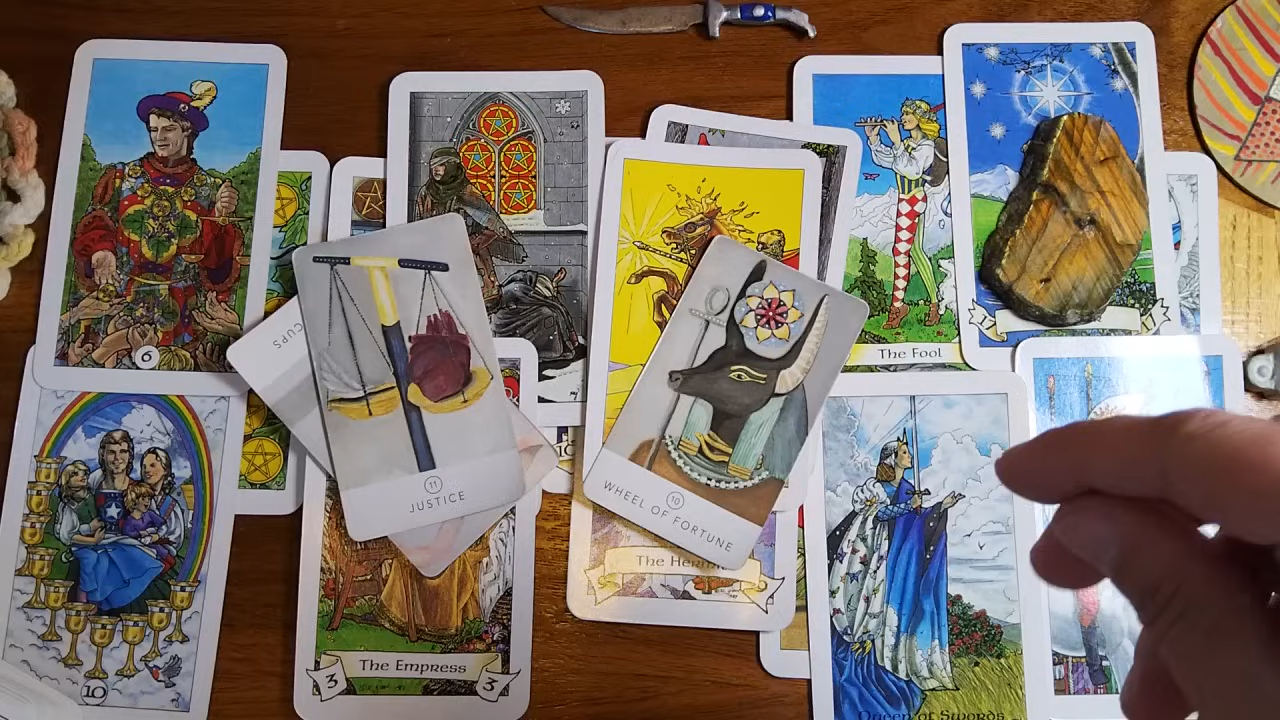 6
The Fool
17
CUPS
11
JUSTICE
10
WHEEL OF FORTUNE
10
The
The Empress
3
3
10
Queen of Swords